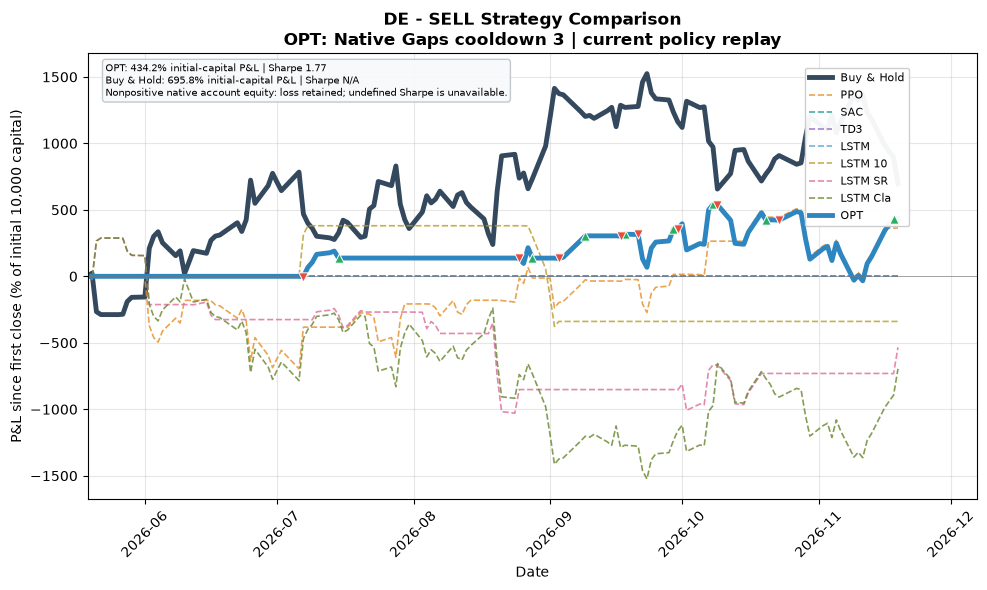 DE - SELL Strategy Comparison
OPT: Native Gaps cooldown 3 | current policy replay
OPT: 434.2% initial-capital P&L | Sharpe 1.77
Buy & Hold: 695.8% initial-capital P&L | Sharpe N/A
Nonpositive native account equity: loss retained; undefined Sharpe is unavailable.
Buy & Hold
PPO
SAC
TD3
LSTM
LSTM 10
LSTM SR
LSTM Cla
OPT
P&L since first close (% of initial 10,000 capital)
1500
1000
500
0
−500
−1000
−1500
2026-06
2026-07
2026-08
2026-09
2026-10
2026-11
2026-12
Date